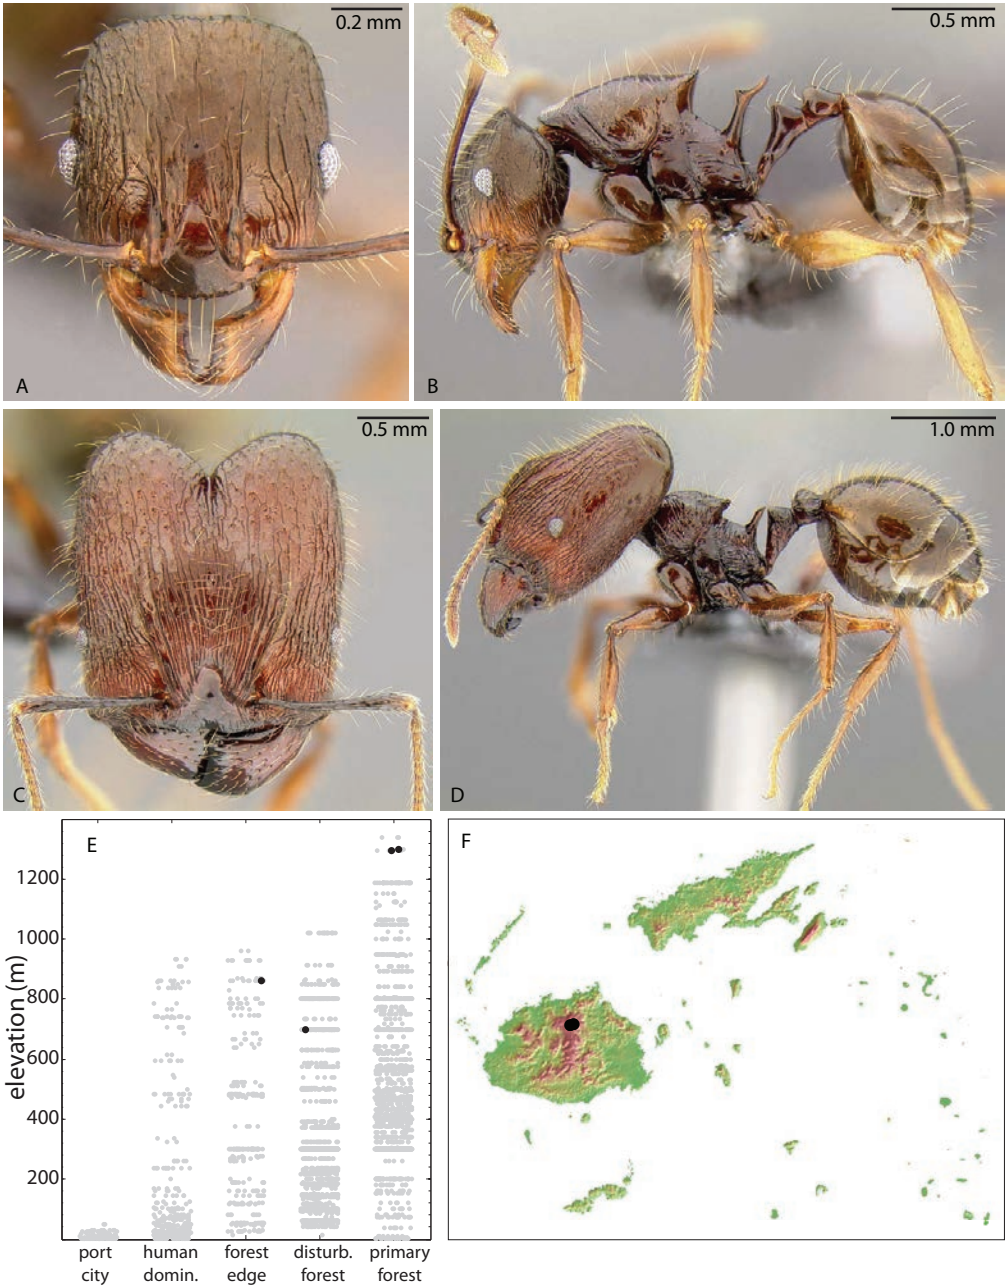 0.2 mm
A
0.5 mm
B
0.5 mm
C
1.0 mm
D
E
elevation (m)
1200
1000
800
600
400
200
port city
human domin.
forest edge
disturb. forest
primary forest
F